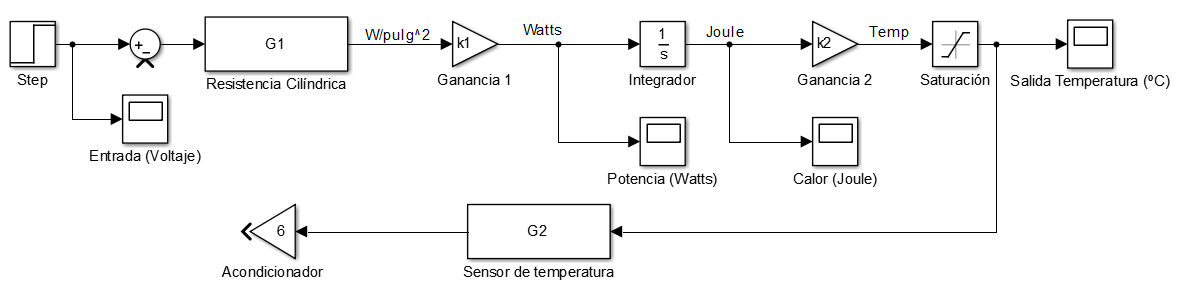 Step
+
_
G1
Resistencia Cilíndrica
W/pulg^2
k1
Ganancia 1
Watts
1
s
Integrador
Joule
k2
Ganancia 2
Temp
Saturación
Salida Temperatura (ºC)
Entrada (Voltaje)
Potencia (Watts)
Calor (Joule)
6
Acondicionador
G2
Sensor de temperatura